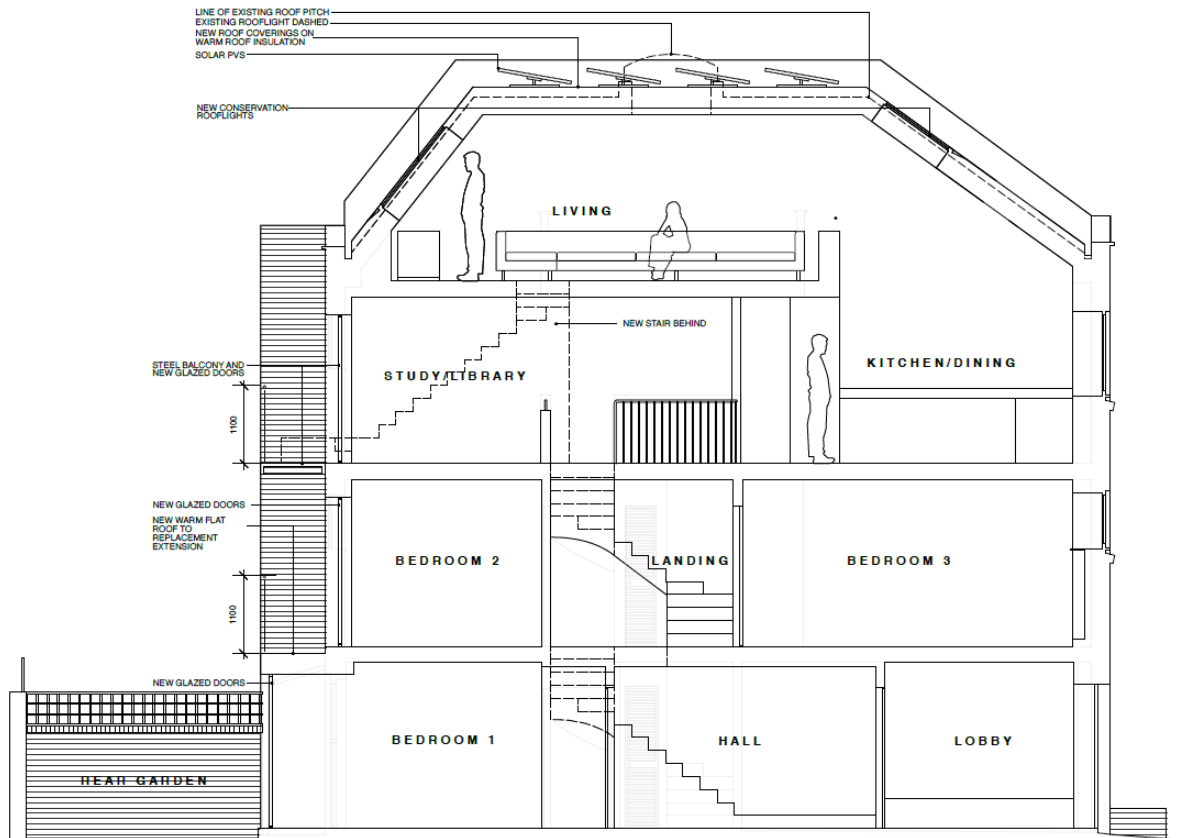 LINE OF EXISTING ROOF PITCH
EXISTING ROOFLIGHT DASHED
NEW ROOF COVERINGS ON
WARM ROOF INSULATION
SOLAR PVS
NEW CONSERVATION
ROOFLIGHTS
LIVING
NEW STAIR BEHIND
STEEL BALCONY AND
NEW GLAZED DOORS
STUDY/LIBRARY
KITCHEN/DINING
1100
NEW GLAZED DOORS
NEW WARM FLAT
ROOF TO
REPLACEMENT
EXTENSION
BEDROOM 2
LANDING
BEDROOM 3
1100
NEW GLAZED DOORS
BEDROOM 1
HALL
LOBBY
REAR GARDEN